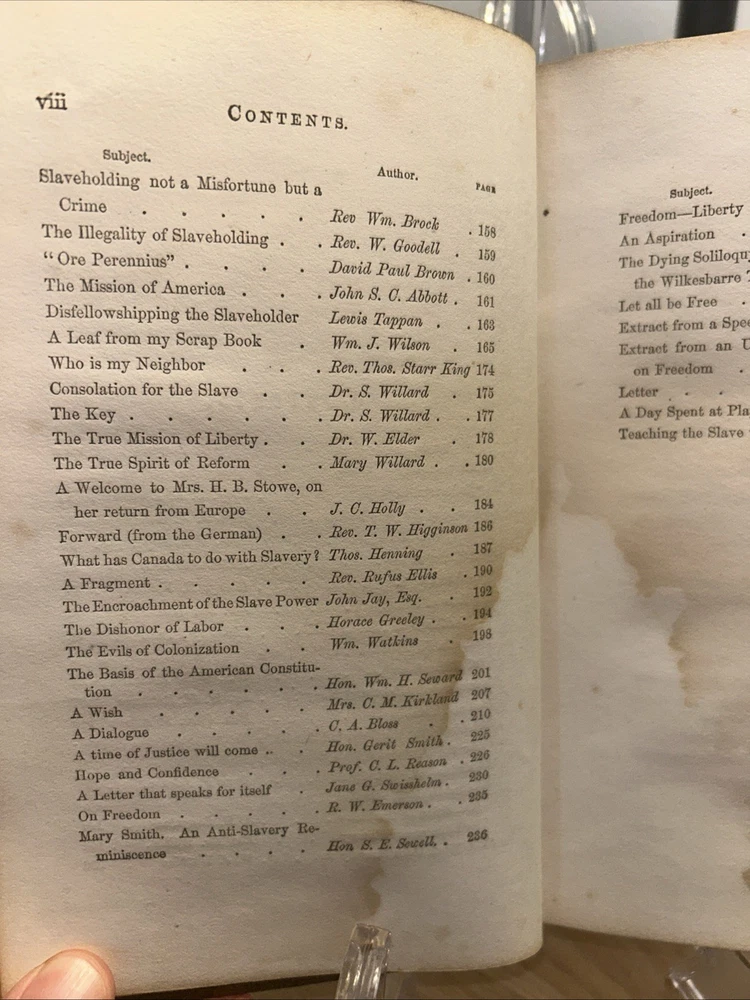 viii
CONTENTS.
Subject. Author. PAGE
Slaveholding not a Misfortune but a
Crime . . . . . Rev Wm. Brock . 158
The Illegality of Slaveholding . . Rev. W. Goodell . 159
“Ore Perennius” . . . . David Paul Brown . 160
The Mission of America . . . John S. C. Abbott . 161
Disfellowshipping the Slaveholder Lewis Tappan . . 163
A Leaf from my Scrap Book . Wm. J. Wilson . 165
Who is my Neighbor . . . Rev. Thos. Starr King 174
Consolation for the Slave . . Dr. S. Willard . 175
The Key . . . . . . Dr. S. Willard . . 177
The True Mission of Liberty . . Dr. W. Elder . 178
The True Spirit of Reform . . Mary Willard . . 180
A Welcome to Mrs. H. B. Stowe, on
her return from Europe . . J. C. Holly . . 184
Forward (from the German) . . Rev. T. W. Higginson 186
What has Canada to do with Slavery? Thos. Henning . 187
A Fragment . . . . . Rev. Rufus Ellis . 190
The Encroachment of the Slave Power John Jay, Esq. . 192
The Dishonor of Labor . . . Horace Greeley . . 194
The Evils of Colonization . . Wm. Watkins . 198
The Basis of the American Constitu-
tion . . . . . . Hon. Wm. H. Seward 201
A Wish . . . . . Mrs. C. M. Kirkland 207
A Dialogue . . . . . C. A. Bloss . . 210
A time of Justice will come .. . Hon. Gerit Smith . 225
Hope and Confidence . . . Prof. C. L. Reason . 226
A Letter that speaks for itself . Jane G. Swisshelm . 230
On Freedom . . . . . R. W. Emerson . . 235
Mary Smith. An Anti-Slavery Re-
miniscence . . . . Hon S. E. Sewell. . 236
Subject.
Freedom—Liberty
An Aspiration .
The Dying Soliloqu
the Wilkesbarre
Let all be Free .
Extract from a Spe
Extract from an U
on Freedom .
Letter . . .
A Day Spent at Pla
Teaching the Slave